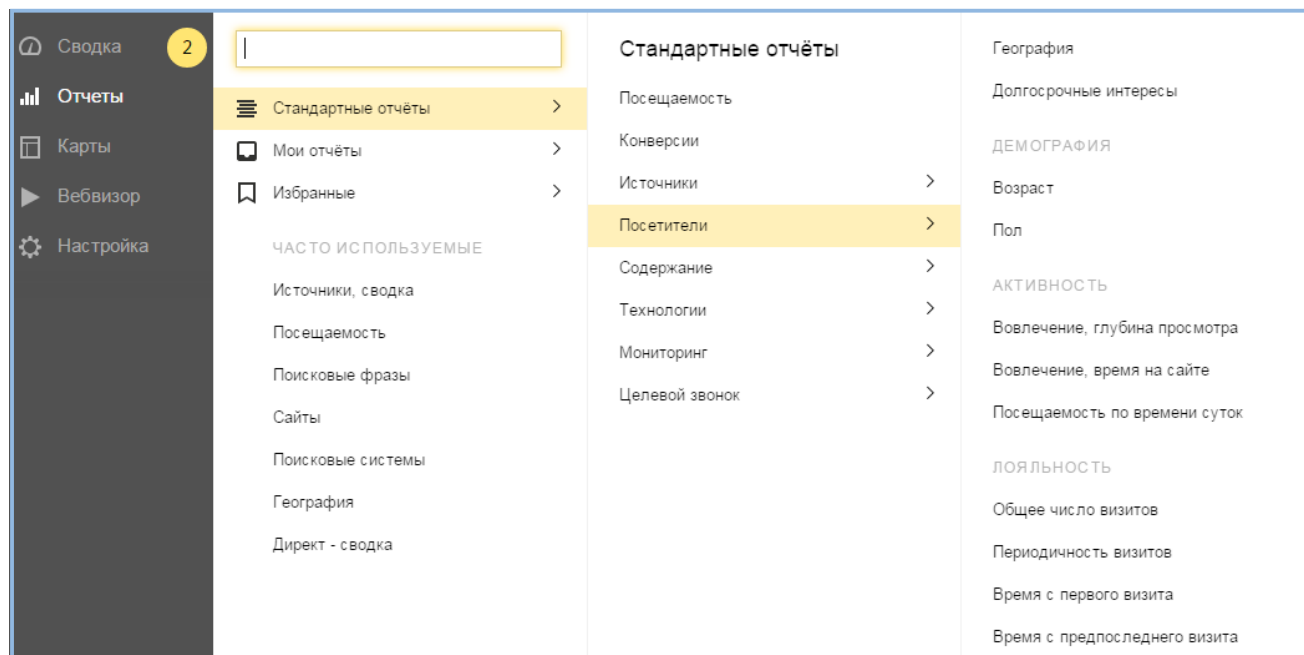 Сводка
2
Отчеты
Карты
Вебвизор
Настройка
Стандартные отчёты
Мои отчёты
Избранные
ЧАСТО ИСПОЛЬЗУЕМЫЕ
Источники, сводка
Посещаемость
Поисковые фразы
Сайты
Поисковые системы
География
Директ - сводка
Стандартные отчёты
Посещаемость
Конверсии
Источники
Посетители
Содержание
Технологии
Мониторинг
Целевой звонок
География
Долгосрочные интересы
ДЕМОГРАФИЯ
Возраст
Пол
АКТИВНОСТЬ
Вовлечение, глубина просмотра
Вовлечение, время на сайте
Посещаемость по времени суток
ЛОЯЛЬНОСТЬ
Общее число визитов
Периодичность визитов
Время с первого визита
Время с предпоследнего визита